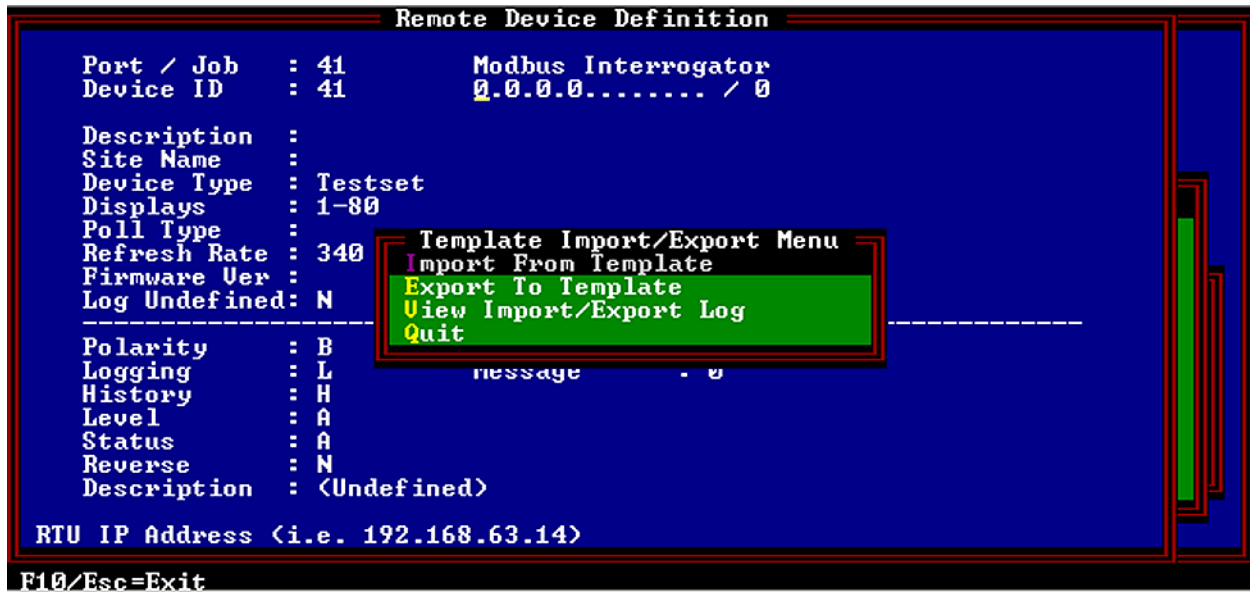 Remote Device Definition
Port / Job : 41 Modbus Interrogator
Device ID : 41 0.0.0.0........ / 0
Description :
Site Name :
Device Type : Testset
Displays : 1-80
Poll Type :
Refresh Rate : 340
Firmware Ver :
Log Undefined: N
Template Import/Export Menu
Import From Template
Export To Template
View Import/Export Log
Quit
Polarity : B
Logging : L Message : 0
History : H
Level : A
Status : A
Reverse : N
Description : <Undefined>
RTU IP Address (i.e. 192.168.63.14)
F10/Esc=Exit